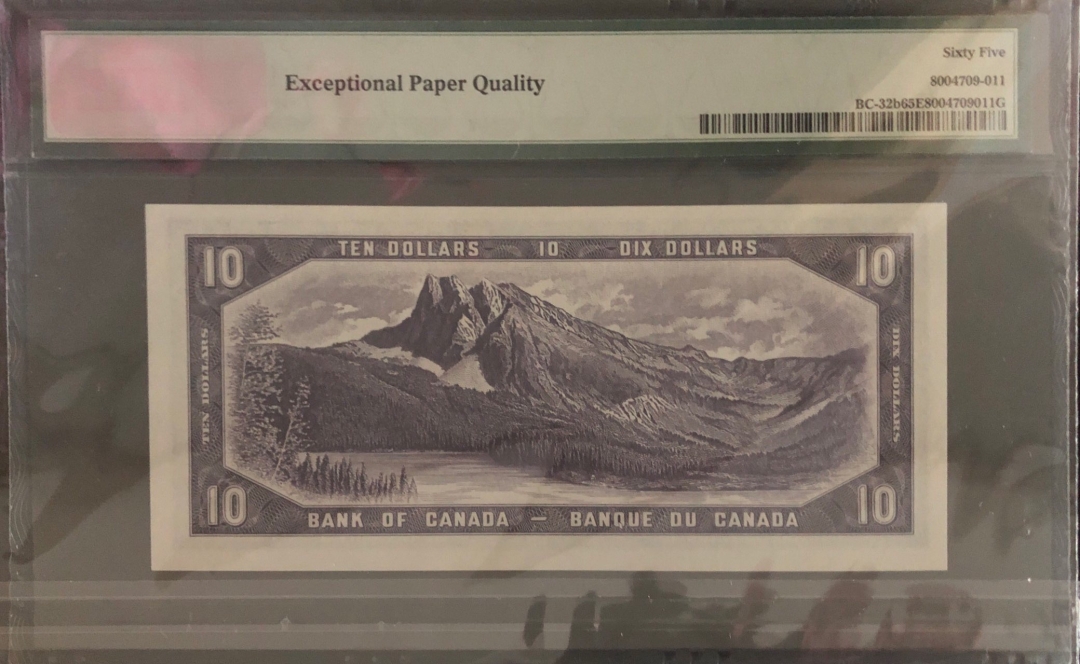 Sixty Five
Exceptional Paper Quality
8004709-011
BC-32b65E8004709011G
TEN DOLLARS 10 DIX DOLLARS
10 10
TEN DOLLARS
DIX DOLLARS
10 10
BANK OF CANADA – BANQUE DU CANADA